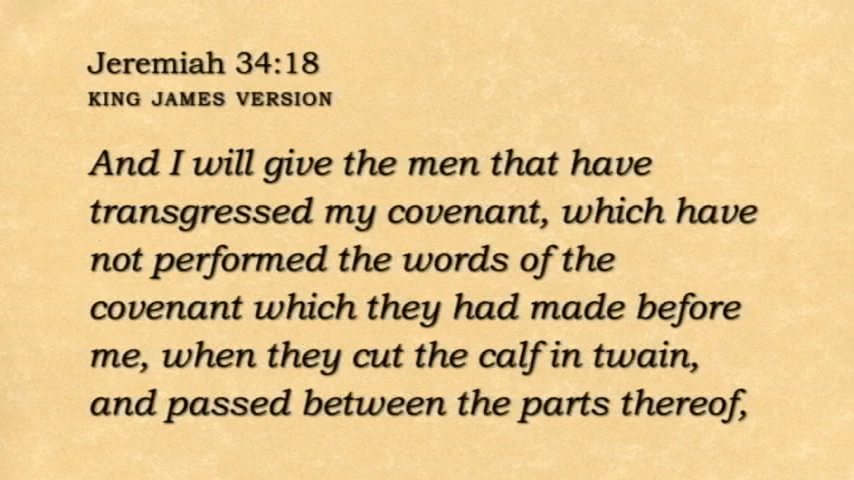 Jeremiah 34:18
KING JAMES VERSION
And I will give the men that have
transgressed my covenant, which have
not performed the words of the
covenant which they had made before
me, when they cut the calf in twain,
and passed between the parts thereof,